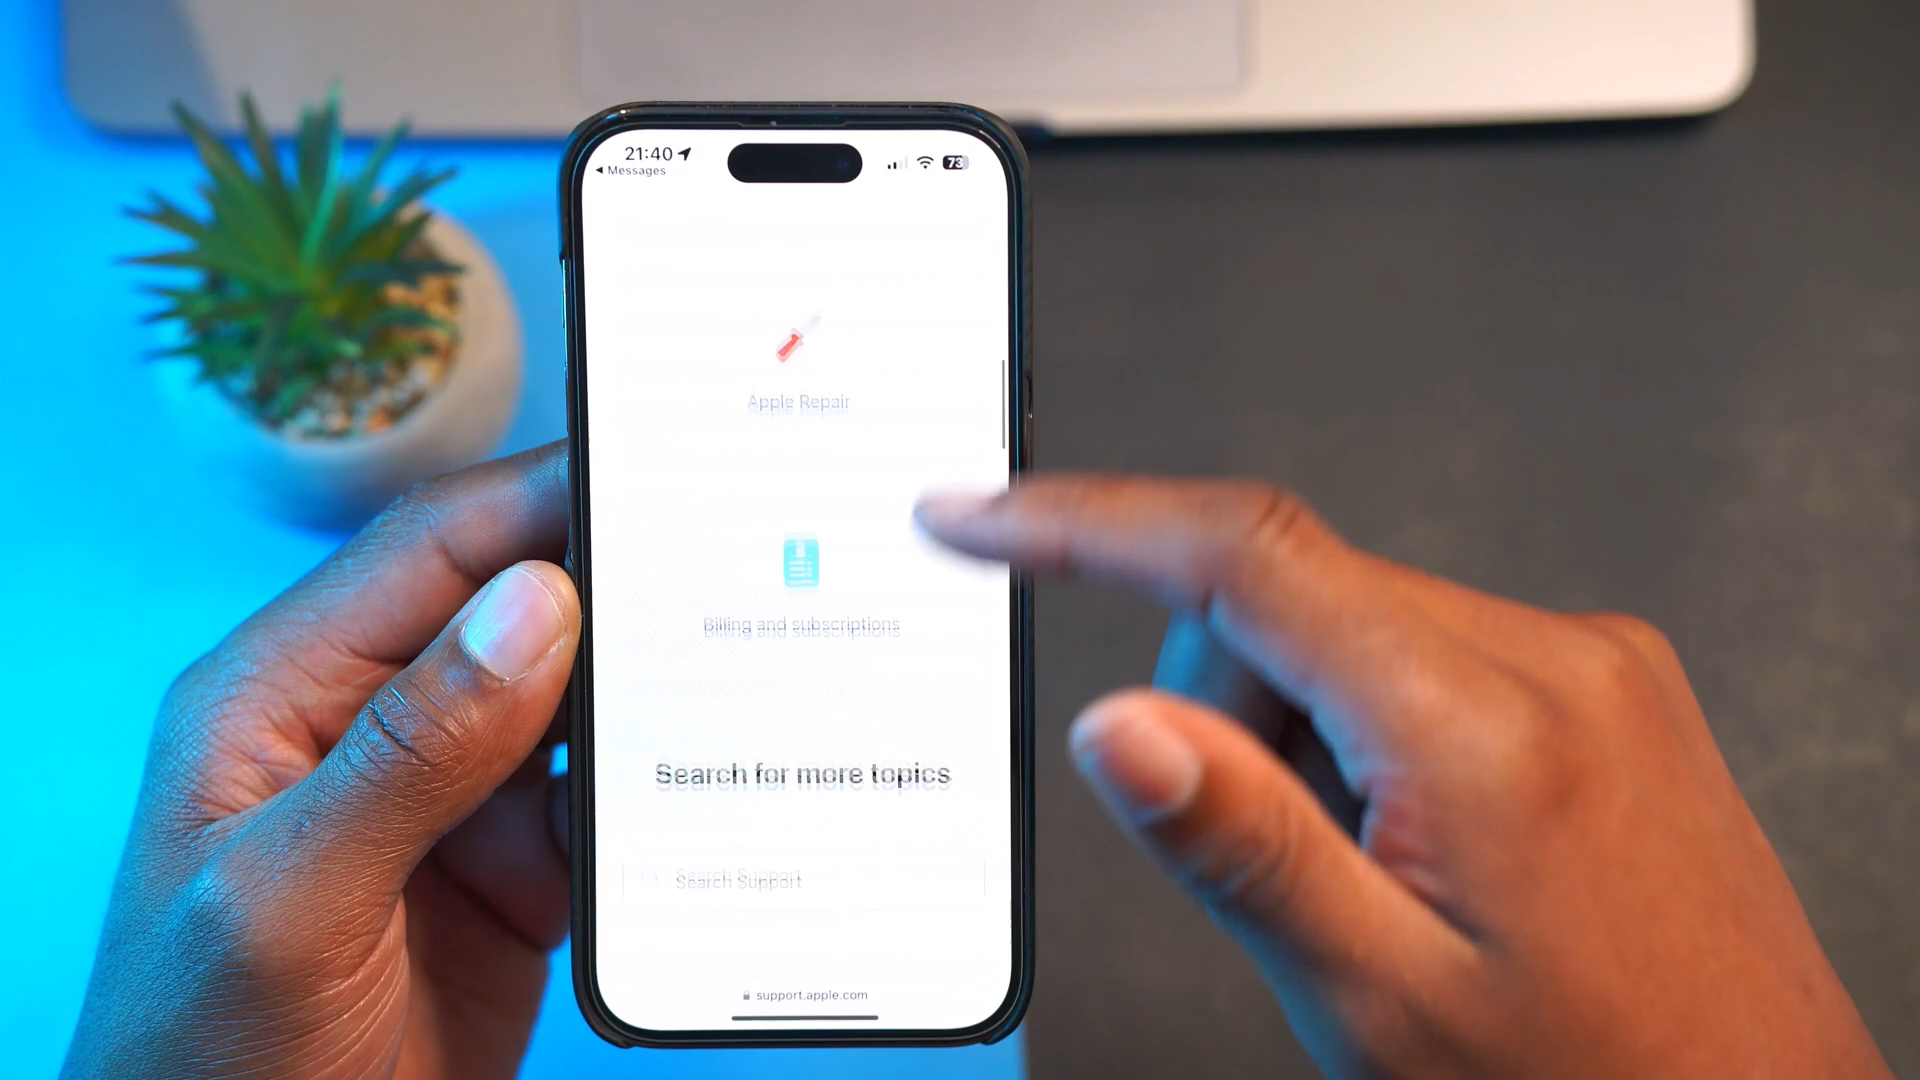 21:40
Messages
73
Apple Repair
Billing and subscriptions
Search for more topics
Search Support
support.apple.com